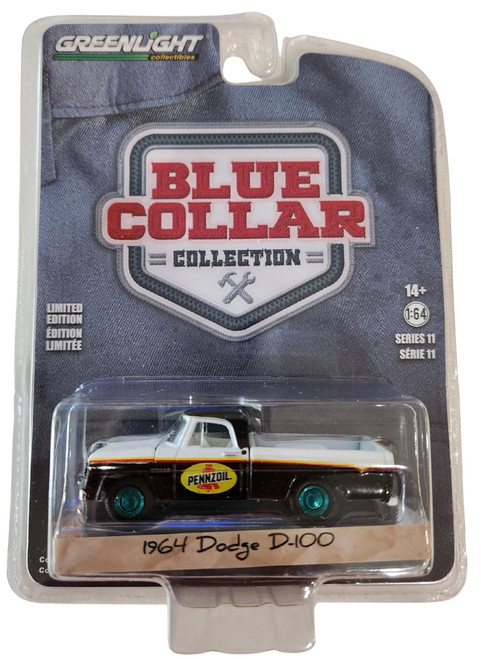 GREENLiGHT
collectibles
BLUE
COLLAR
COLLECTION
14+
1:64
SERIES 11
SÉRIE 11
LIMITED
EDITION
ÉDITION
LIMITÉE
PENNZOIL
1964 Dodge D-100